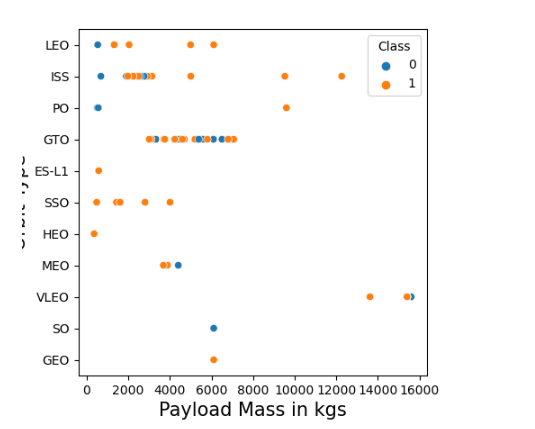 LEO
ISS
PO
GTO
ES-L1
SSO
HEO
MEO
VLEO
SO
GEO
Class
0
1
0 2000 4000 6000 8000 10000 12000 14000 16000
Payload Mass in kgs